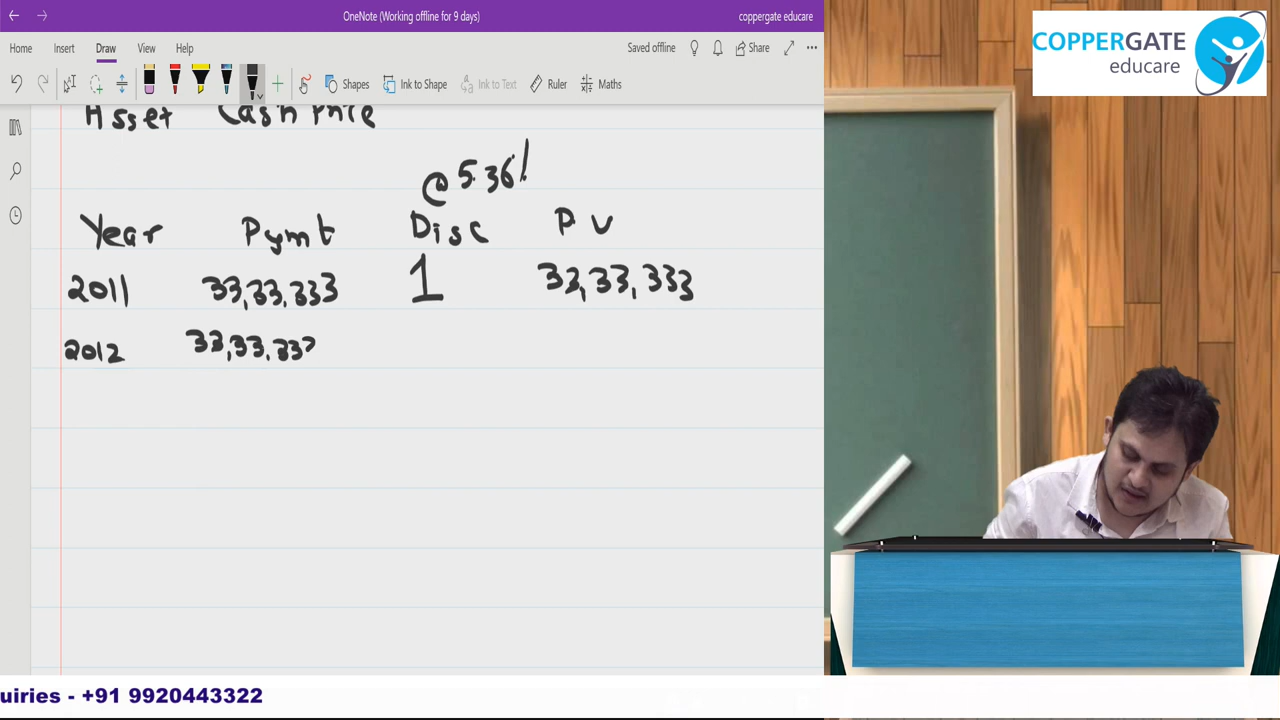 OneNote (Working offline for 9 days)
coppergate educare
Home Insert Draw View Help
Saved offline Share
Shapes Ink to Shape Ink to Text Ruler Maths
COPPERGATE
educare
Asset Cash Price
@ 5.36%
Year Pymt Disc PV
2011 33,33,333 1 33,33,333
2012 33,33,333
uiries - +91 9920443322